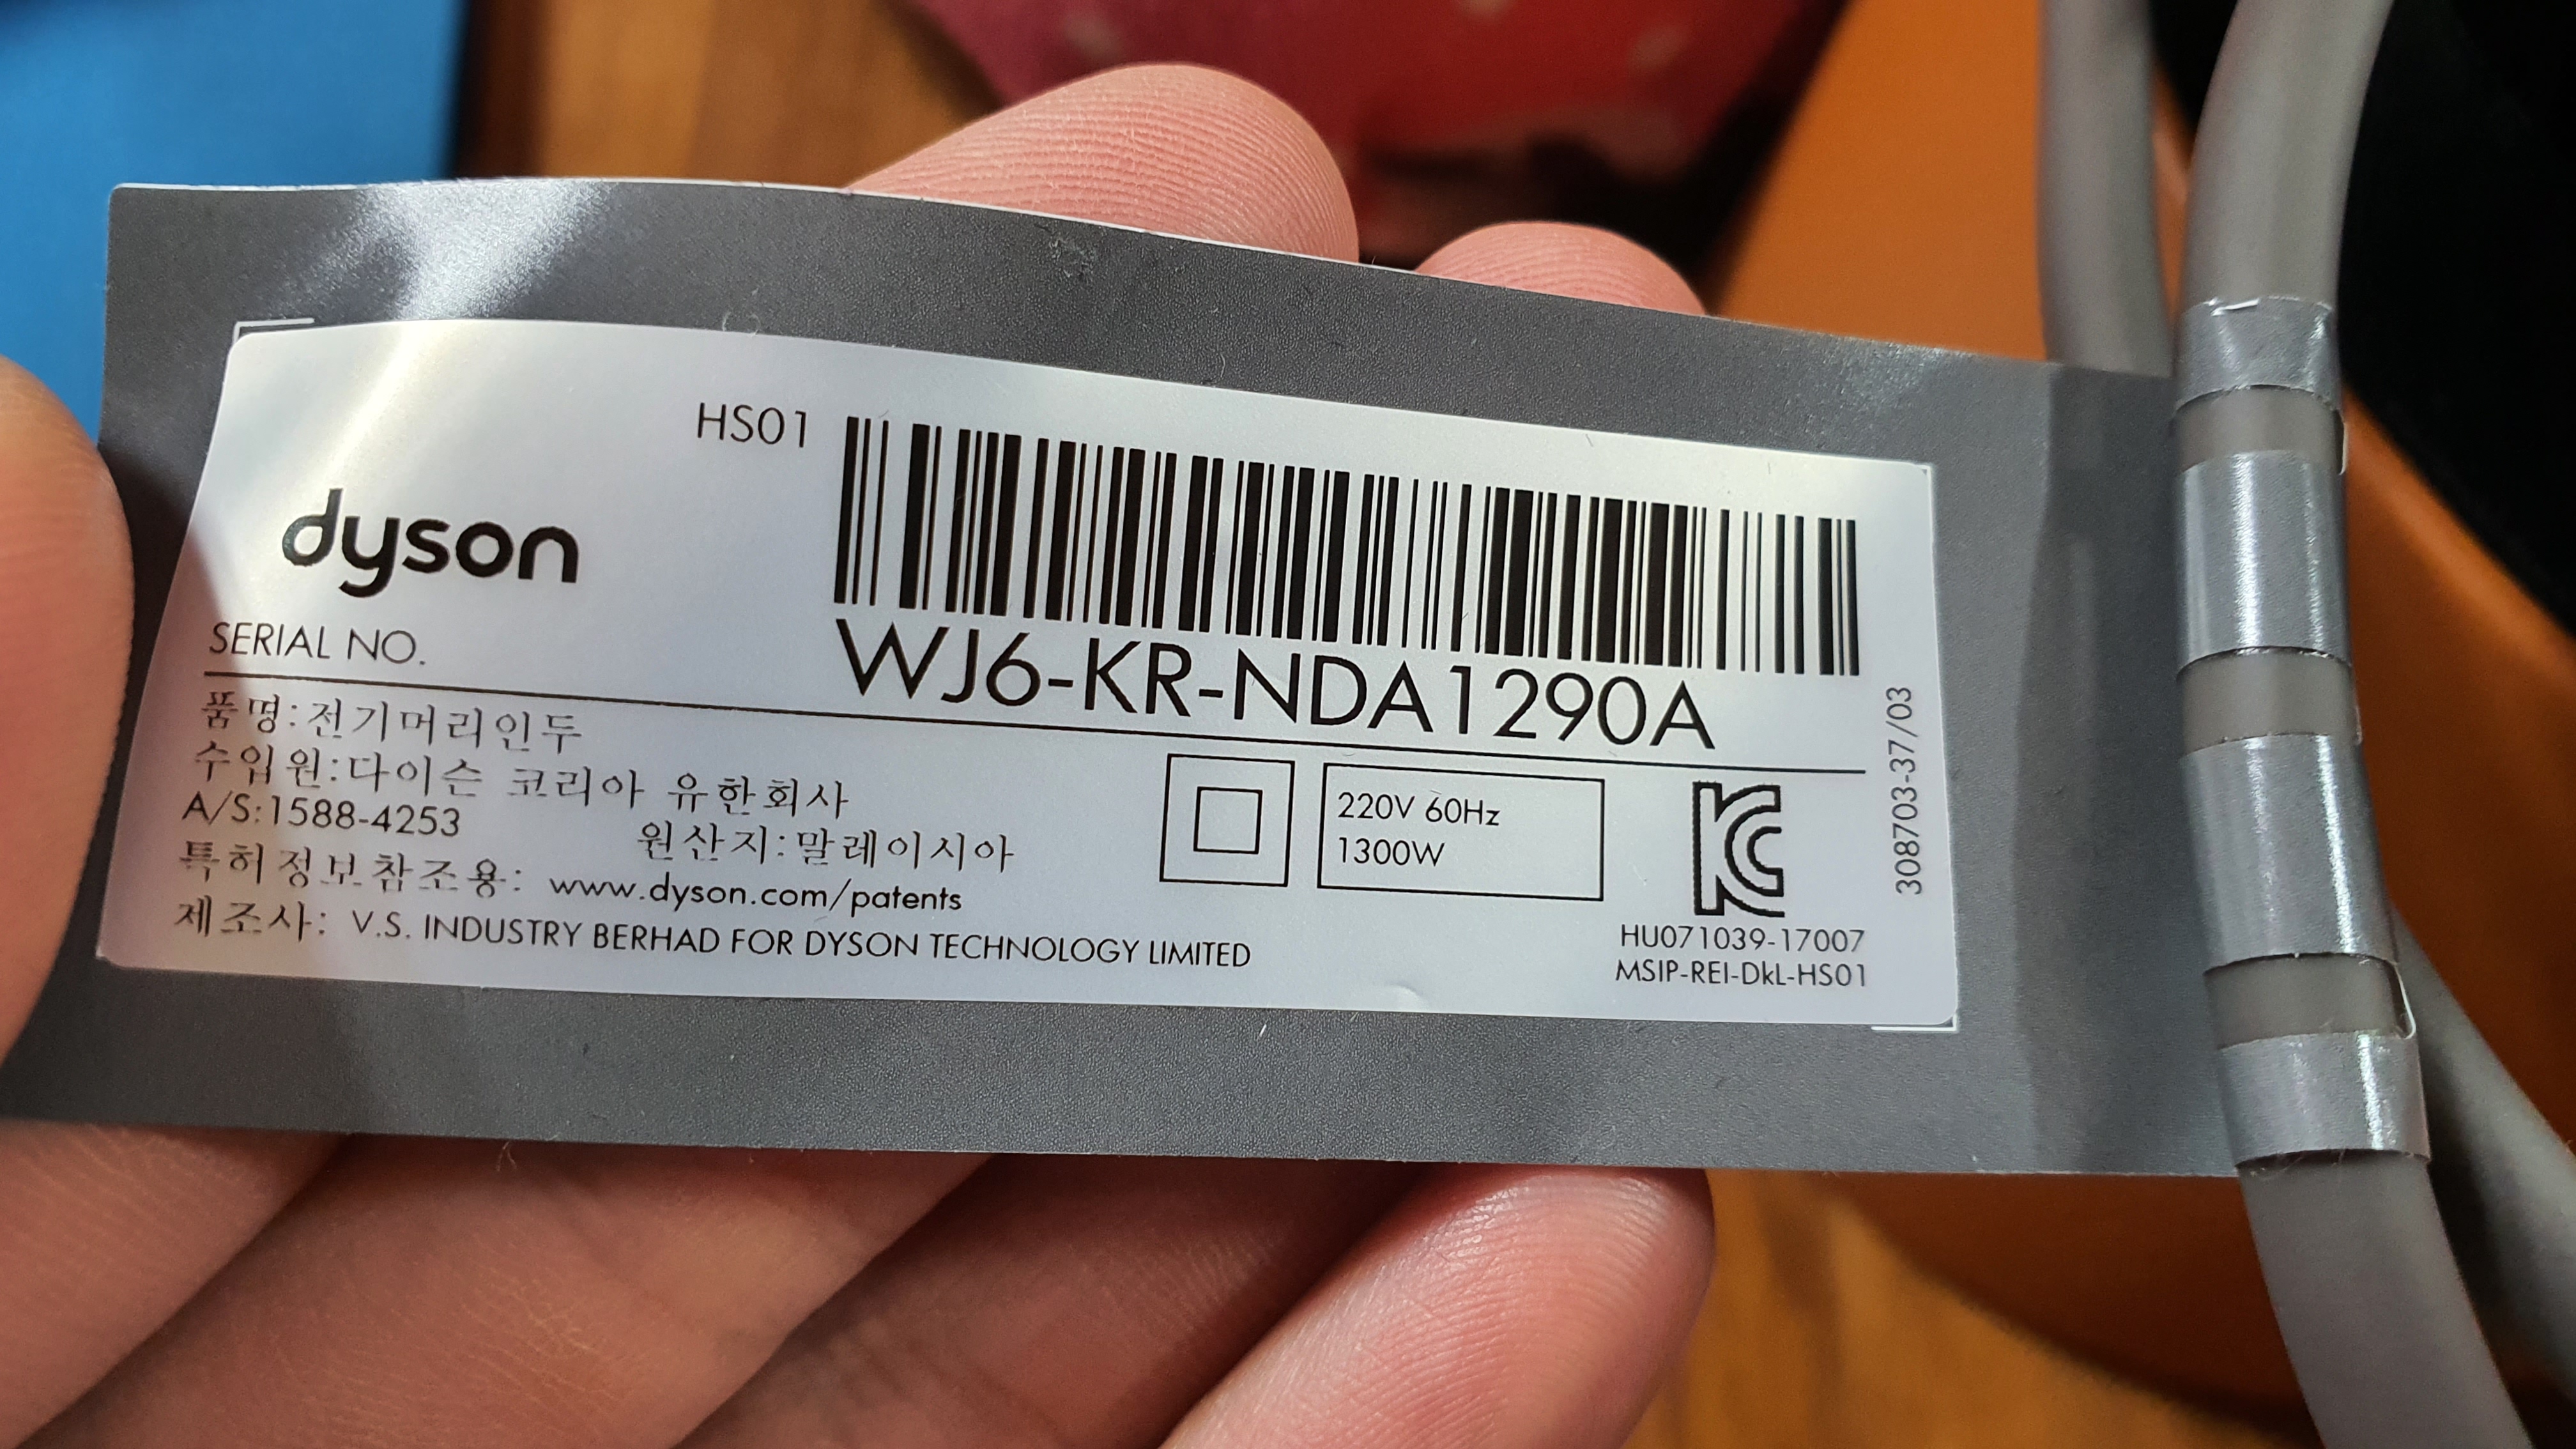 HS01
dyson
SERIAL NO.
WJ6-KR-NDA1290A
품명:전기머리인두
수입원:다이슨 코리아 유한회사
A/S:1588-4253
원산지:말레이시아
특허정보참조용: www.dyson.com/patents
제조사: V.S. INDUSTRY BERHAD FOR DYSON TECHNOLOGY LIMITED
220V 60Hz
1300W
KC
HU071039-17007
MSIP-REI-DkL-HS01
308703-37/03